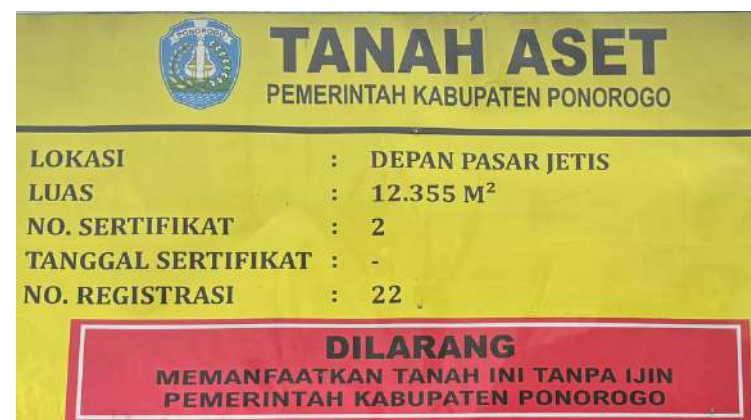 PONOROGO
TANAH ASET
PEMERINTAH KABUPATEN PONOROGO
LOKASI : DEPAN PASAR JETIS
LUAS : 12.355 M²
NO. SERTIFIKAT : 2
TANGGAL SERTIFIKAT : -
NO. REGISTRASI : 22
DILARANG
MEMANFAATKAN TANAH INI TANPA IJIN
PEMERINTAH KABUPATEN PONOROGO